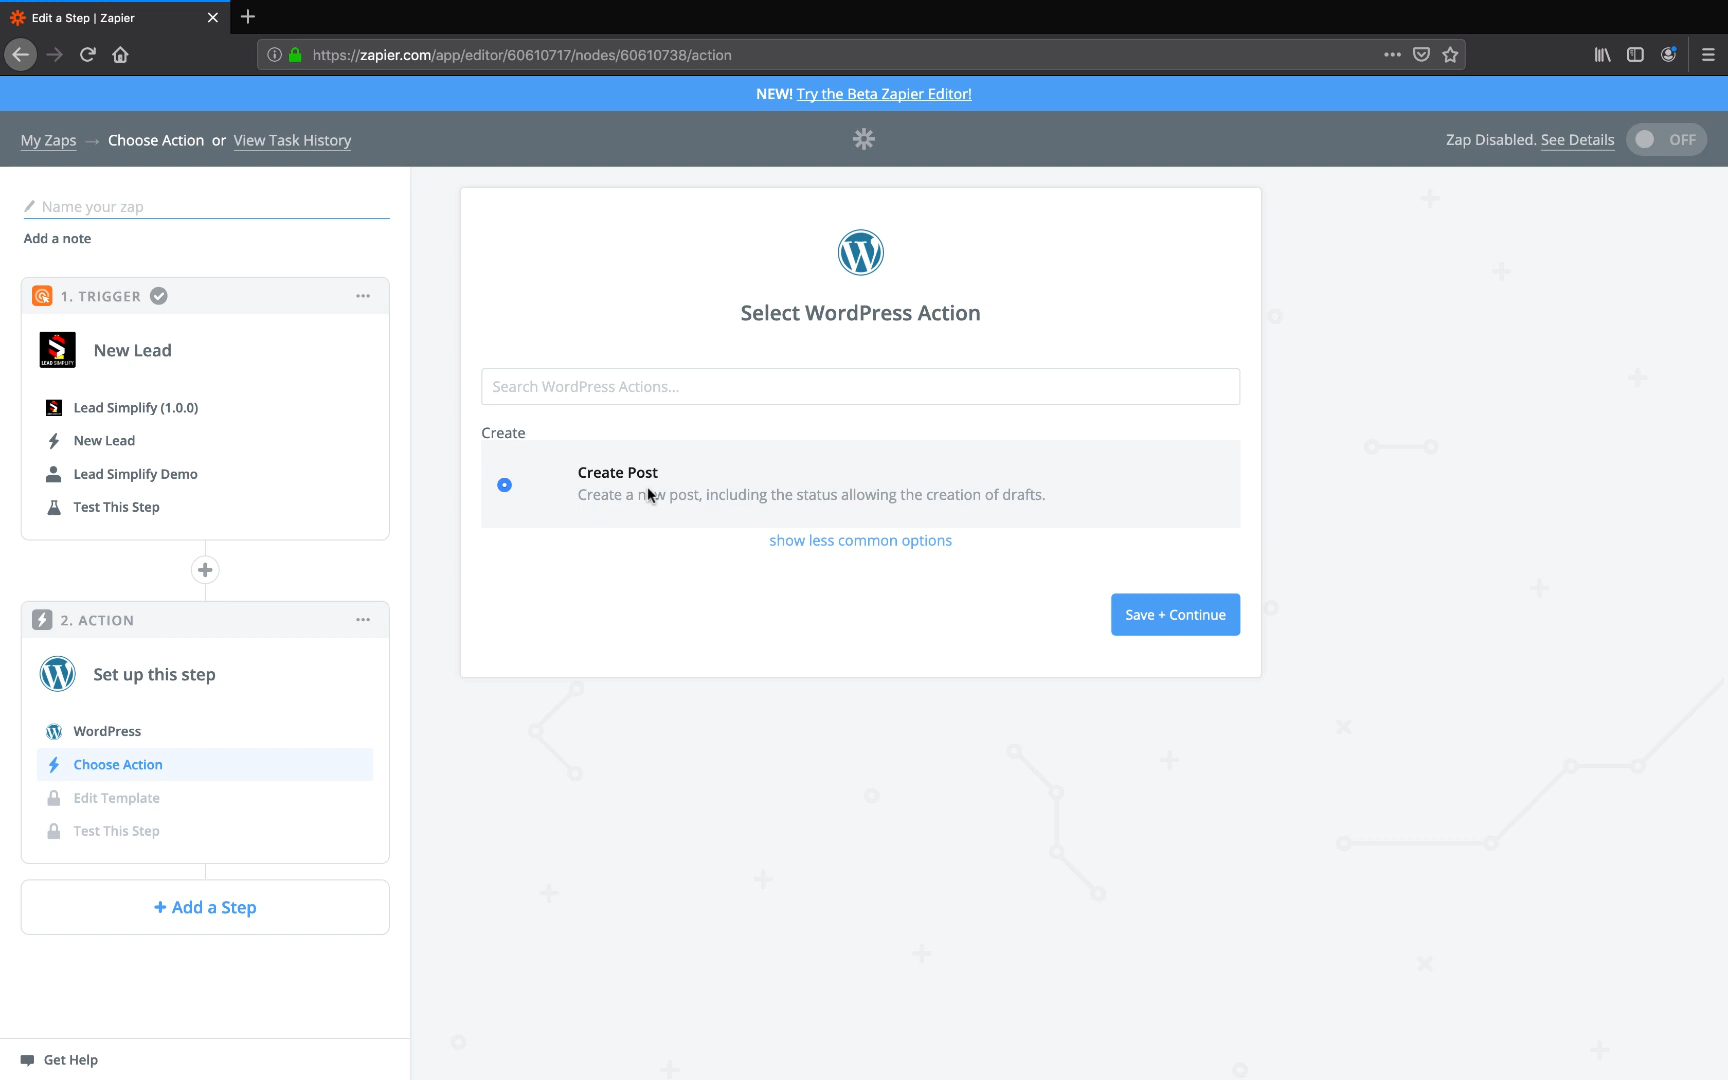 Edit a Step | Zapier
https://zapier.com/app/editor/60610717/nodes/60610738/action
NEW! Try the Beta Zapier Editor!
My Zaps → Choose Action or View Task History
Zap Disabled. See Details
OFF
Name your zap
Add a note
1. TRIGGER
New Lead
LEAD SIMPLIFY
Lead Simplify (1.0.0)
New Lead
Lead Simplify Demo
Test This Step
2. ACTION
Set up this step
WordPress
Choose Action
Edit Template
Test This Step
+ Add a Step
Get Help
Select WordPress Action
Search WordPress Actions...
Create
Create Post
Create a new post, including the status allowing the creation of drafts.
show less common options
Save + Continue